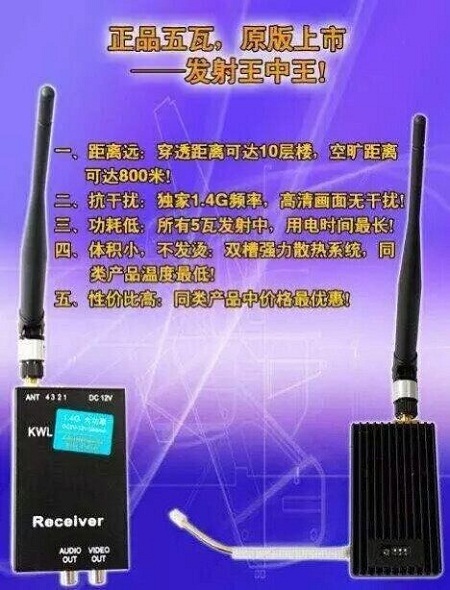 正品五瓦，原版上市
——发射王中王！
一、距离远：穿透距离可达10层楼，空旷距离
可达800米！
二、抗干扰：独家1.4G频率，高清画面无干扰！
三、功耗低：所有5瓦发射中，用电时间最长！
四、体积小，不发烫：双槽强力散热系统，同
类产品温度最低！
五、性价比高：同类产品中价格最优惠！
ANT 4 3 2 1 DC 12V
KWL
1.4G 大功率
Receiver
AUDIO OUT
VIDEO OUT